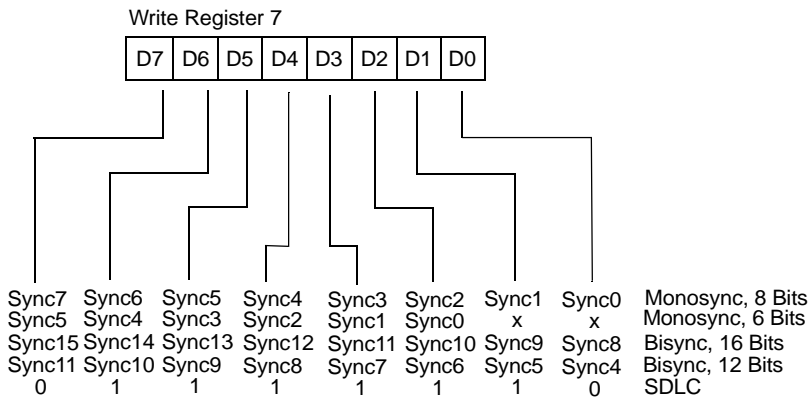 Write Register 7
D7 D6 D5 D4 D3 D2 D1 D0
Sync7 Sync6 Sync5 Sync4 Sync3 Sync2 Sync1 Sync0 Monosync, 8 Bits
Sync5 Sync4 Sync3 Sync2 Sync1 Sync0 x x Monosync, 6 Bits
Sync15 Sync14 Sync13 Sync12 Sync11 Sync10 Sync9 Sync8 Bisync, 16 Bits
Sync11 Sync10 Sync9 Sync8 Sync7 Sync6 Sync5 Sync4 Bisync, 12 Bits
0 1 1 1 1 1 1 0 SDLC